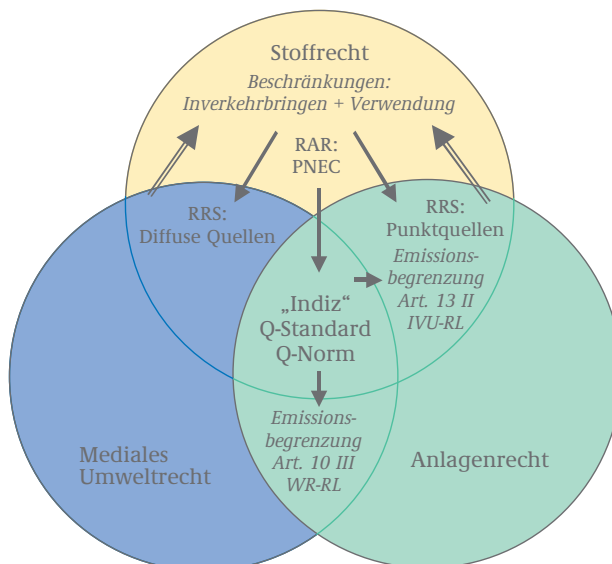 Stoffrecht
Beschränkungen:
Inverkehrbringen + Verwendung
RAR:
PNEC
RRS:
Diffuse Quellen
RRS:
Punktquellen
Emissions-
begrenzung
Art. 13 II
IVU-RL
„Indiz“
Q-Standard
Q-Norm
Emissions-
begrenzung
Art. 10 III
WR-RL
Mediales
Umweltrecht
Anlagenrecht